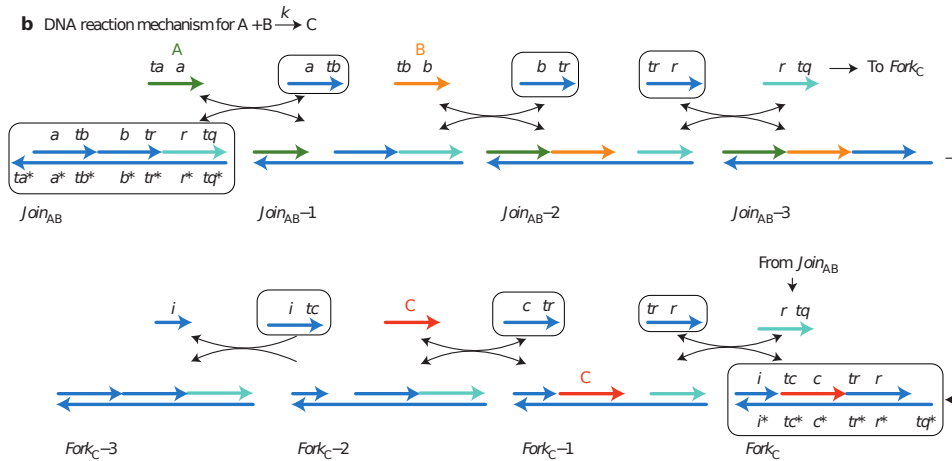 b DNA reaction mechanism for A + B k→ C
A B
ta a a tb tb b b tr tr r r tq → To Fork_C
a tb b tr r tq
ta* a* tb* b* tr* r* tq*
Join_AB Join_AB–1 Join_AB–2 Join_AB–3
From Join_AB
i i tc C c tr tr r r tq
C i tc c tr r
i* tc* c* tr* r* tq*
Fork_C–3 Fork_C–2 Fork_C–1 Fork_C